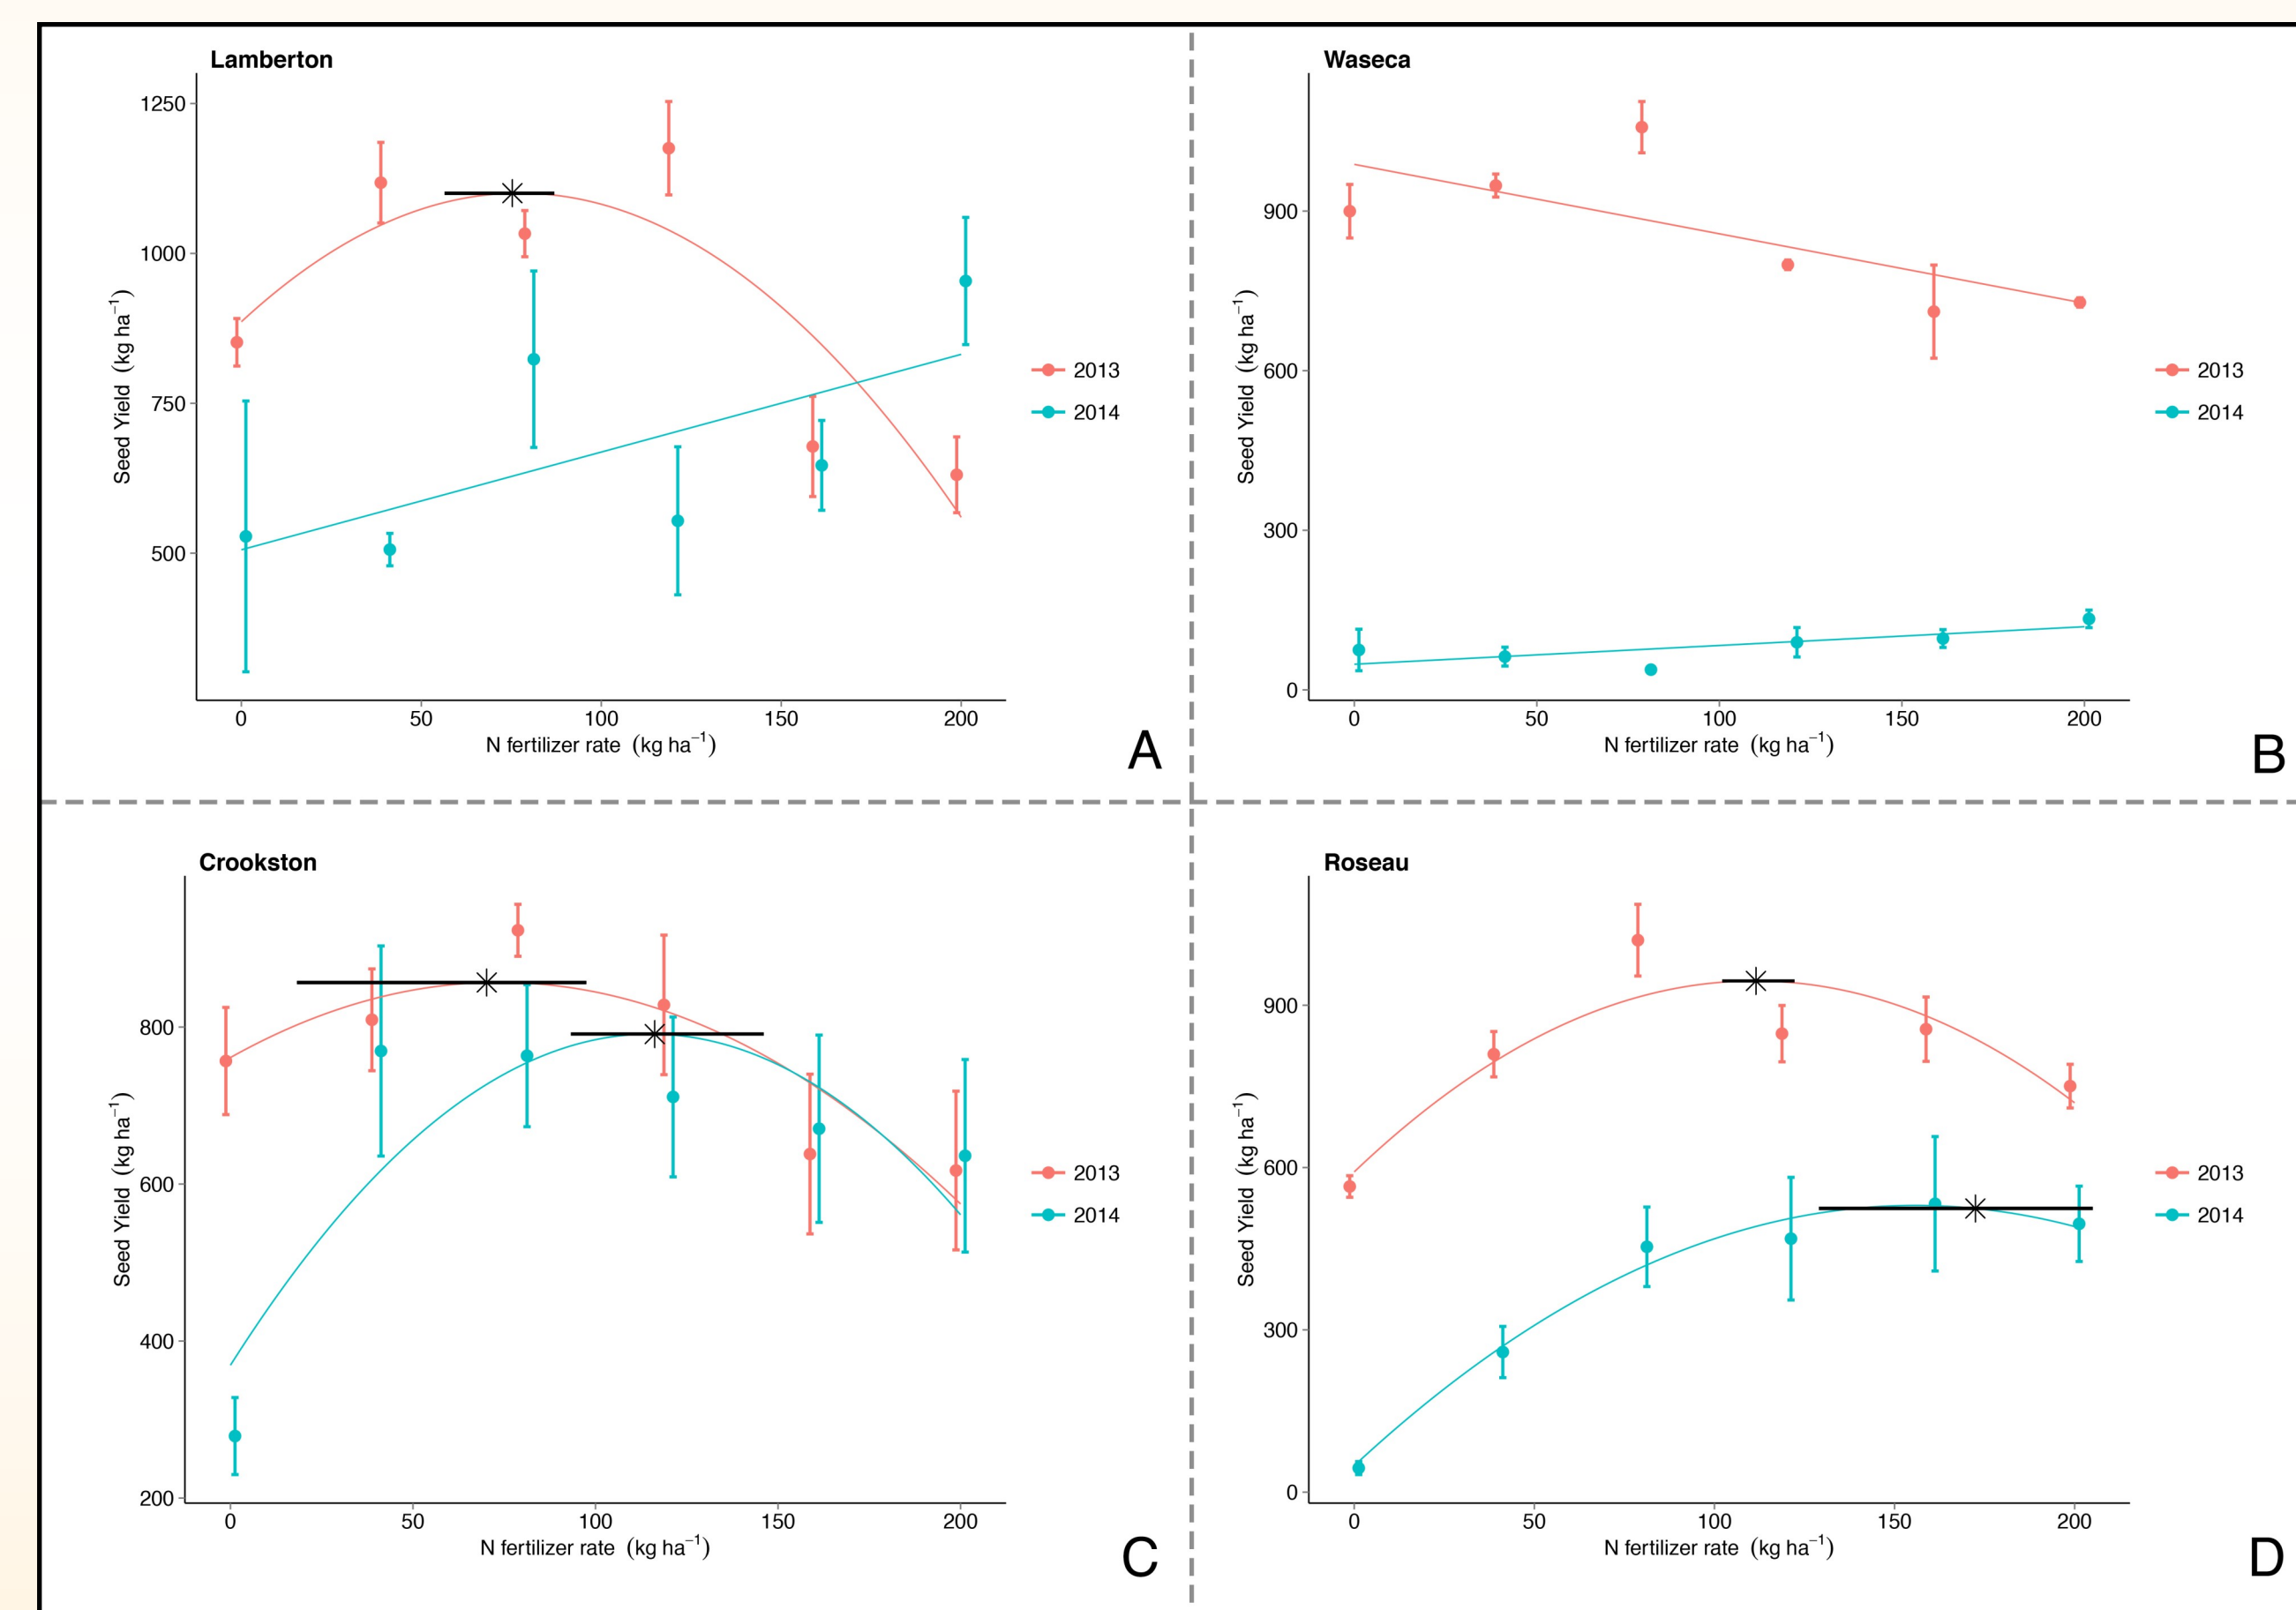 Lamberton
1250
1000
750
500
Seed Yield (kg ha⁻¹)
0 50 100 150 200
N fertilizer rate (kg ha⁻¹)
2013
2014
A
Waseca
900
600
300
0
Seed Yield (kg ha⁻¹)
0 50 100 150 200
N fertilizer rate (kg ha⁻¹)
2013
2014
B
Crookston
800
600
400
200
Seed Yield (kg ha⁻¹)
0 50 100 150 200
N fertilizer rate (kg ha⁻¹)
2013
2014
C
Roseau
900
600
300
0
Seed Yield (kg ha⁻¹)
0 50 100 150 200
N fertilizer rate (kg ha⁻¹)
2013
2014
D